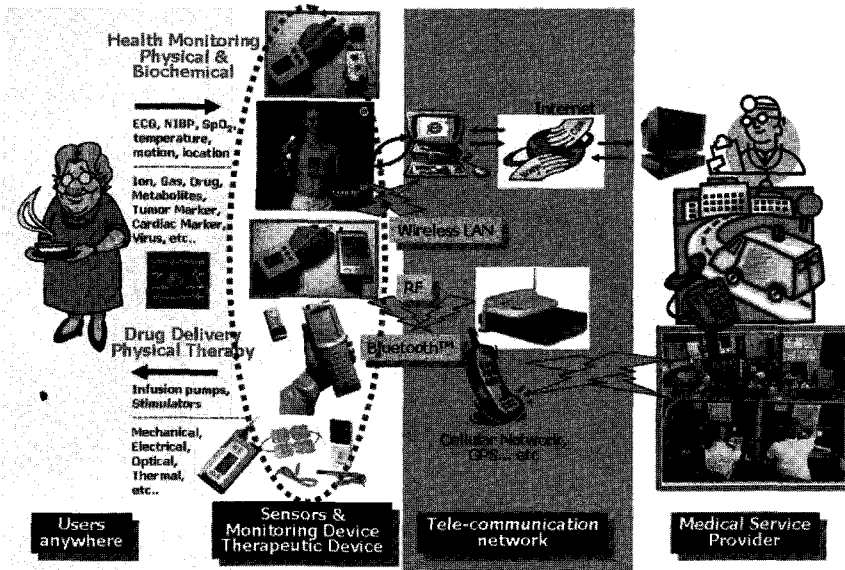 Health Monitoring
Physical &
Biochemical
ECG, NIBP, SpO₂,
temperature,
motion, location
Ion, Gas, Drug,
Metabolites,
Tumor Marker,
Cardiac Marker,
Virus, etc..
Drug Delivery
Physical Therapy
Infusion pumps,
Stimulators
Mechanical,
Electrical,
Optical,
Thermal,
etc..
Internet
Wireless LAN
RF
Bluetooth™
Cellular Network,
GPS... etc
Users
anywhere
Sensors &
Monitoring Device
Therapeutic Device
Tele-communication
network
Medical Service
Provider